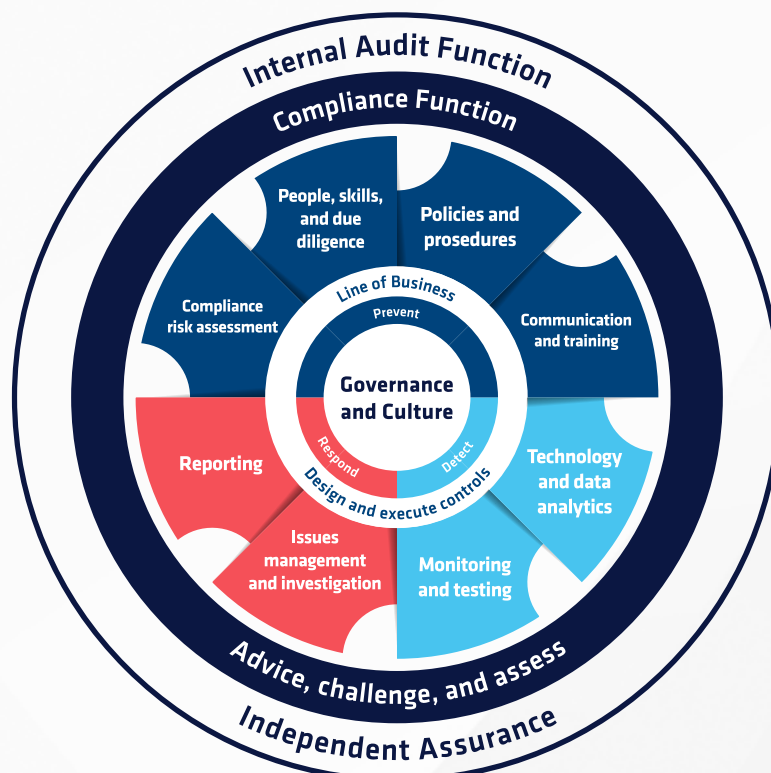 Internal Audit Function
Compliance Function
People, skills,
and due
diligence
Policies and
prosedures
Compliance
risk assessment
Communication
and training
Line of Business
Prevent
Governance
and Culture
Respond
Detect
Design and execute controls
Reporting
Technology
and data
analytics
Issues
management
and investigation
Monitoring
and testing
Advice, challenge, and assess
Independent Assurance